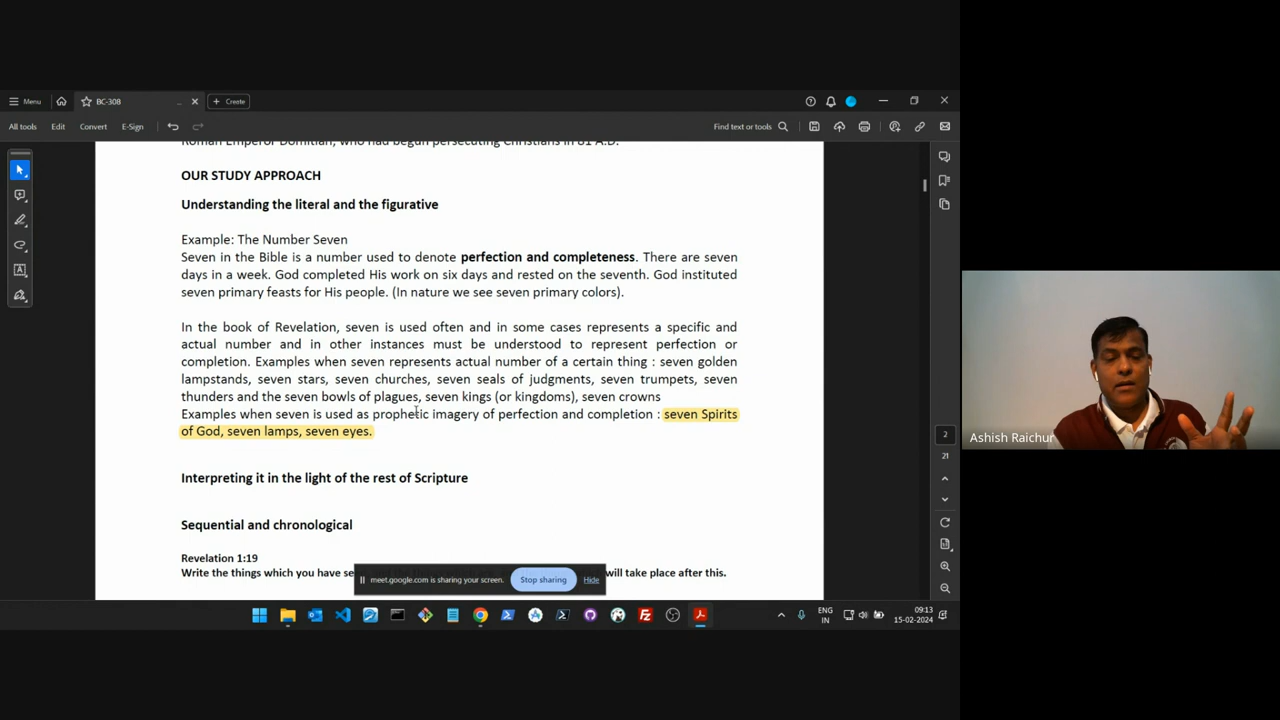 Menu
BC-308
Create
All tools
Edit
Convert
E-Sign
Find text or tools
Roman Emperor Domitian, who had begun persecuting Christians in 81 A.D.
OUR STUDY APPROACH
Understanding the literal and the figurative
Example: The Number Seven
Seven in the Bible is a number used to denote perfection and completeness. There are seven
days in a week. God completed His work on six days and rested on the seventh. God instituted
seven primary feasts for His people. (In nature we see seven primary colors).
In the book of Revelation, seven is used often and in some cases represents a specific and
actual number and in other instances must be understood to represent perfection or
completion. Examples when seven represents actual number of a certain thing : seven golden
lampstands, seven stars, seven churches, seven seals of judgments, seven trumpets, seven
thunders and the seven bowls of plagues, seven kings (or kingdoms), seven crowns
Examples when seven is used as prophetic imagery of perfection and completion : seven Spirits
of God, seven lamps, seven eyes.
Interpreting it in the light of the rest of Scripture
Sequential and chronological
Revelation 1:19
Write the things which you have se will take place after this.
meet.google.com is sharing your screen.
Stop sharing
Hide
2
21
Ashish Raichur
ENG
IN
09:13
15-02-2024